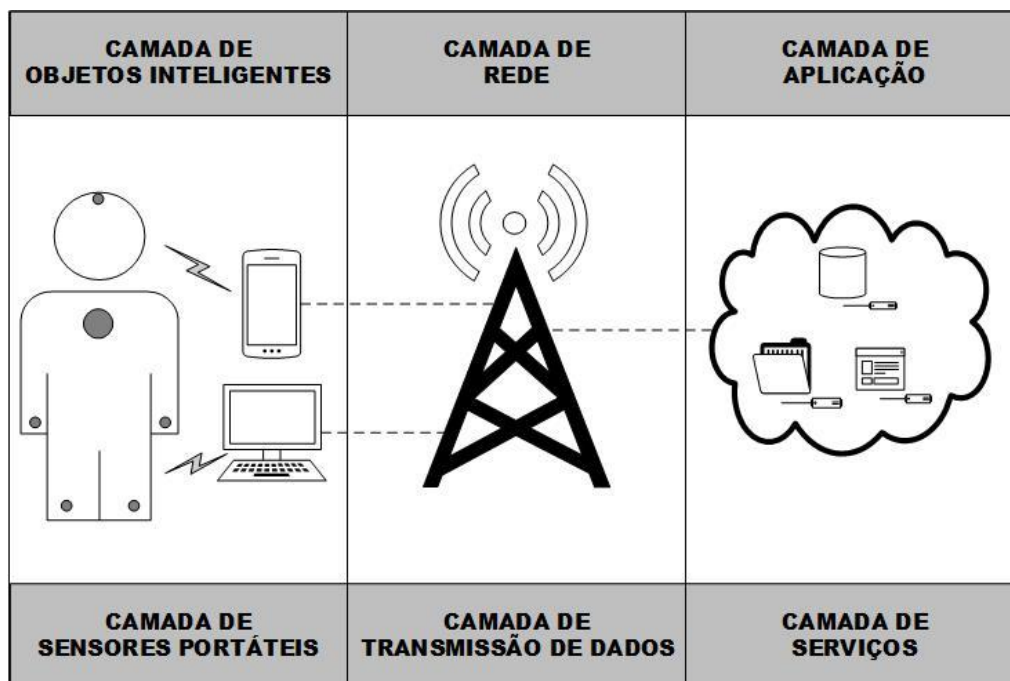 CAMADA DE
OBJETOS INTELIGENTES
CAMADA DE
REDE
CAMADA DE
APLICAÇÃO
CAMADA DE
SENSORES PORTÁTEIS
CAMADA DE
TRANSMISSÃO DE DADOS
CAMADA DE
SERVIÇOS